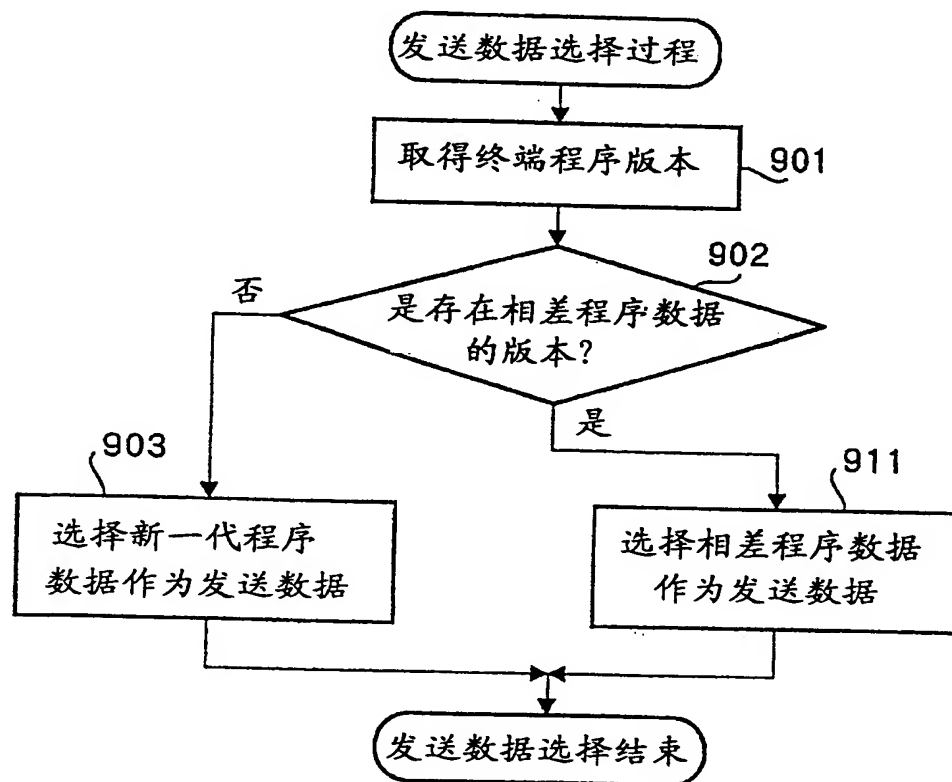 发送数据选择过程
取得终端程序版本
901
902
否
是存在相差程序数据
的版本?
是
903
911
选择新一代程序
数据作为发送数据
选择相差程序数据
作为发送数据
发送数据选择结束